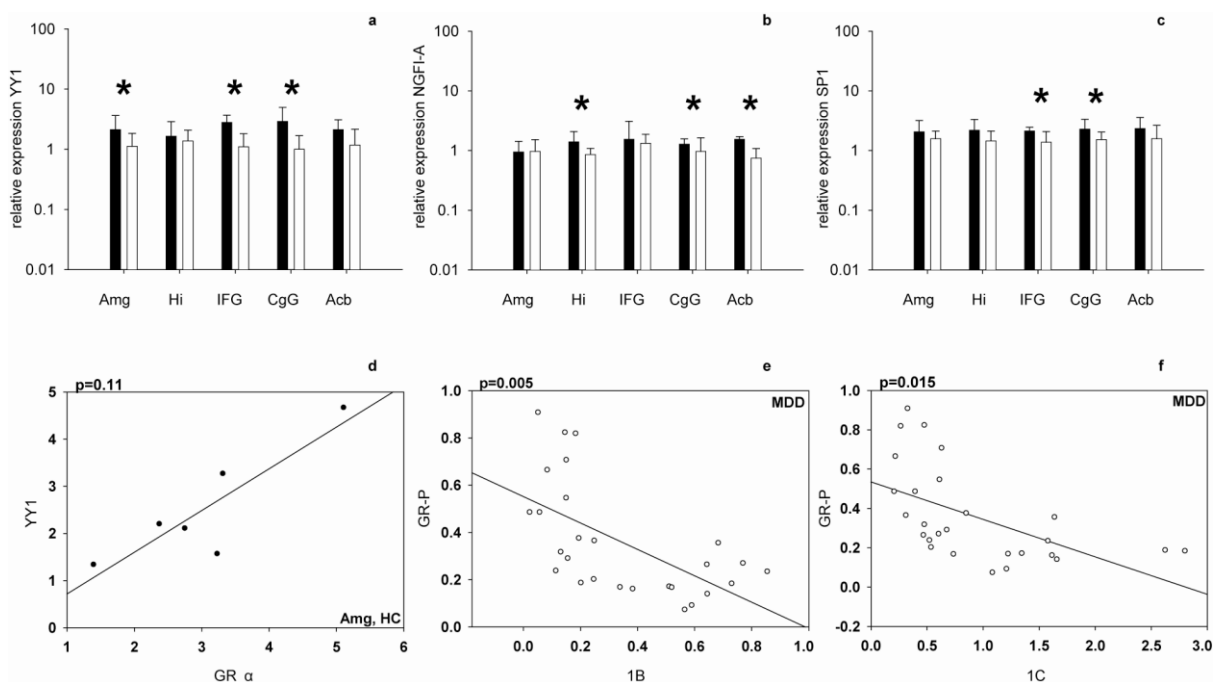 a
100
10
1
0.1
0.01
relative expression YY1
* * *
Amg Hi IFG CgG Acb
b
100
10
1
0.1
0.01
relative expression NGFI-A
* * *
Amg Hi IFG CgG Acb
c
100
10
1
0.1
0.01
relative expression SP1
* *
Amg Hi IFG CgG Acb
d
p=0.11
5
4
3
2
1
0
YY1
Amg, HC
1 2 3 4 5 6
GR_α
e
p=0.005
MDD
1.0
0.8
0.6
0.4
0.2
0.0
GR-P
0.0 0.2 0.4 0.6 0.8 1.0
1B
f
p=0.015
MDD
1.0
0.8
0.6
0.4
0.2
0.0
-0.2
GR-P
0.0 0.5 1.0 1.5 2.0 2.5 3.0
1C